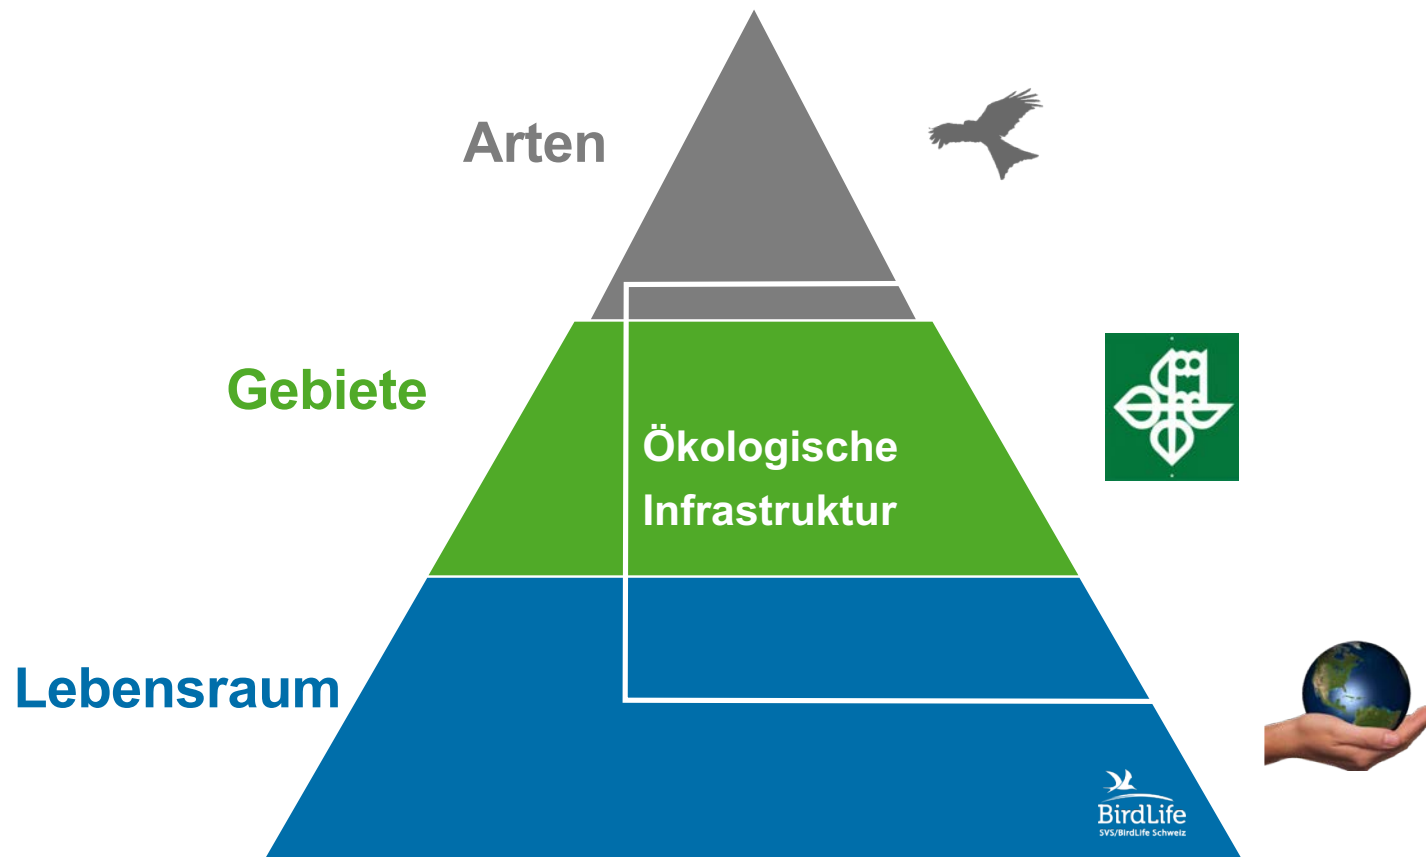 Arten
Gebiete
Ökologische
Infrastruktur
Lebensraum
BirdLife
SVS/BirdLife Schweiz